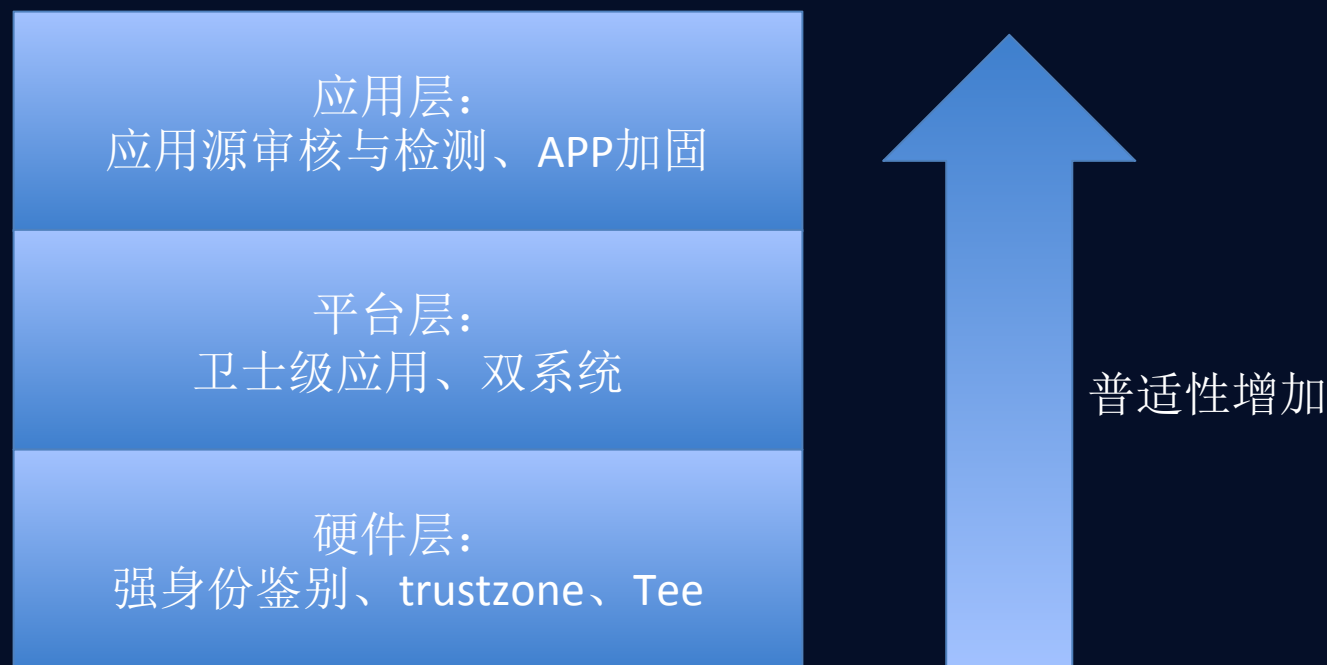 应用层：
应用源审核与检测、APP加固
平台层：
卫士级应用、双系统
普适性增加
硬件层：
强身份鉴别、trustzone、Tee